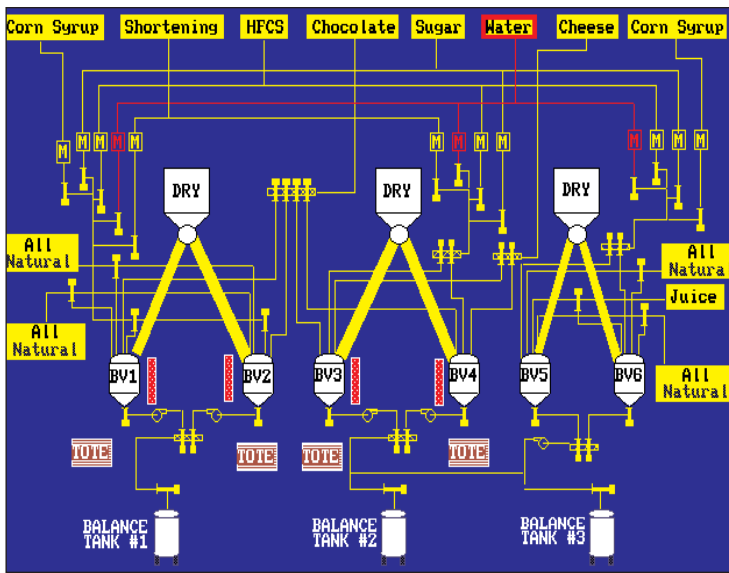 Corn Syrup
Shortening
HFCS
Chocolate
Sugar
Water
Cheese
Corn Syrup
M
M
M
M
M
M
M
M
M
M
M
M
M
DRY
DRY
DRY
All
Natural
All
Natura
Juice
All
Natural
All
Natural
BV1
BV2
BV3
BV4
BV5
BV6
TOTE
TOTE
TOTE
TOTE
BALANCE
TANK #1
BALANCE
TANK #2
BALANCE
TANK #3